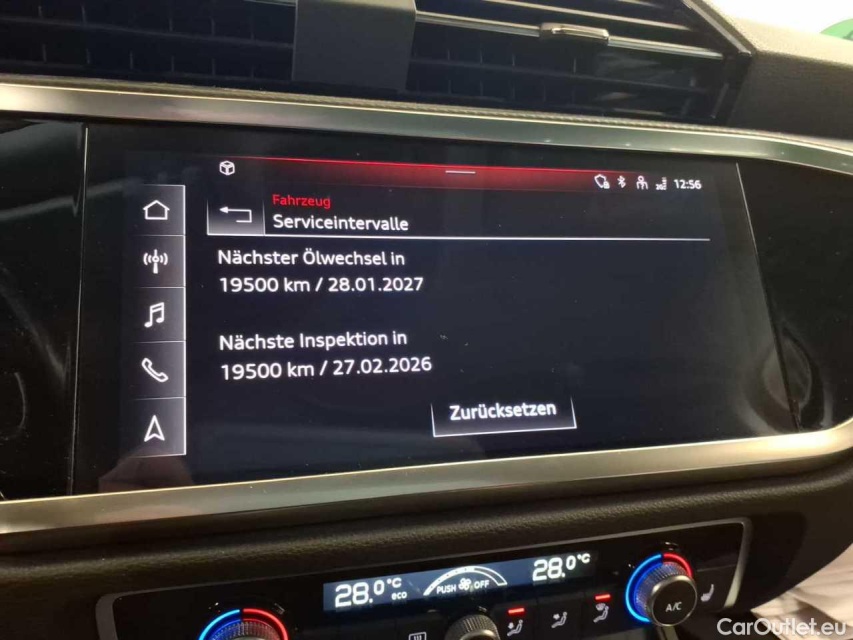 12:56
Fahrzeug
Serviceintervalle
Nächster Ölwechsel in
19500 km / 28.01.2027
Nächste Inspektion in
19500 km / 27.02.2026
Zurücksetzen
28.0°C
eco
PUSH OFF
28.0°C
A/C
CarOutlet.eu